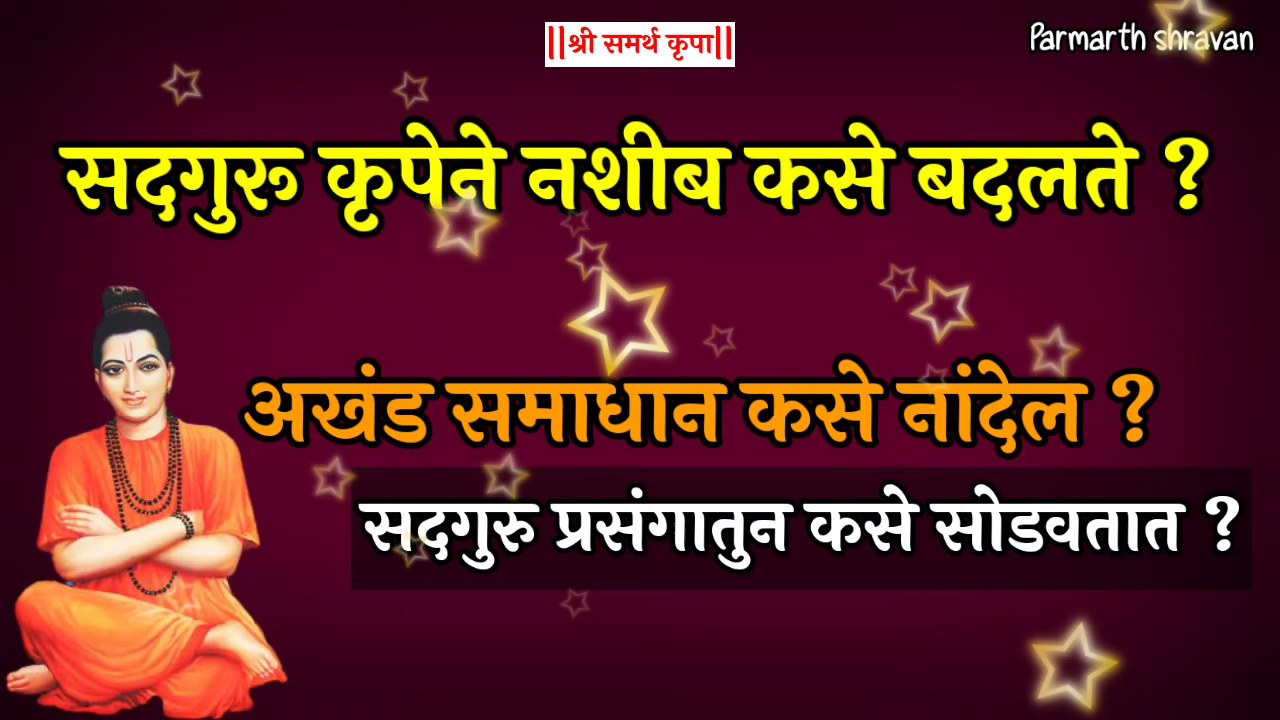 ||श्री समर्थ कृपा||
Parmarth shravan
सदगुरू कृपेने नशीब कसे बदलते ?
अखंड समाधान कसे नांदेल ?
सदगुरु प्रसंगातुन कसे सोडवतात ?